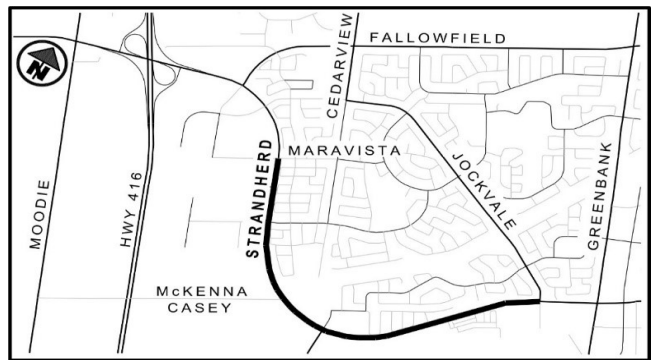 FALLOWFIELD
N
CEDARVIEW
MARAVISTA
STRANDHERD
JOCKVALE
GREENBANK
MOODIE
HWY 416
McKENNA
CASEY